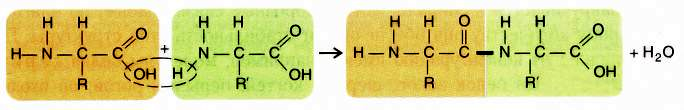 H H O H H O H H O H H O
H–N–C–C + N–C–C → H–N–C–C–N–C–C + H₂O
R OH H R' OH R R' OH